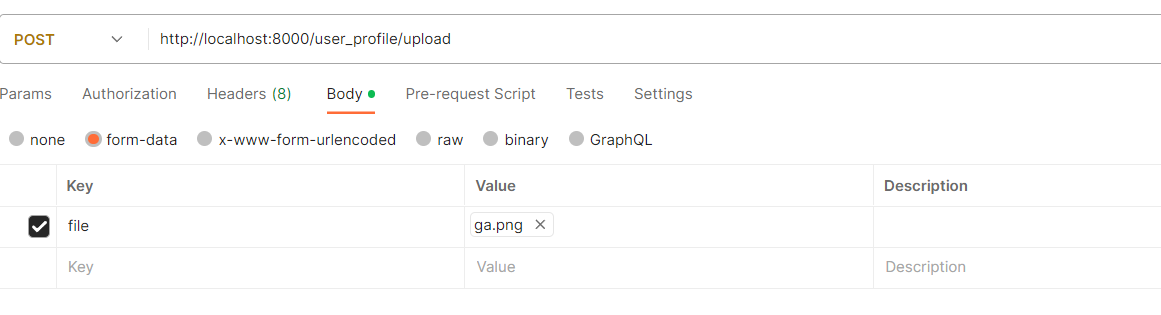 POST http://localhost:8000/user_profile/upload
Params Authorization Headers (8) Body Pre-request Script Tests Settings
none form-data x-www-form-urlencoded raw binary GraphQL
Key Value Description
file ga.png
Key Value Description